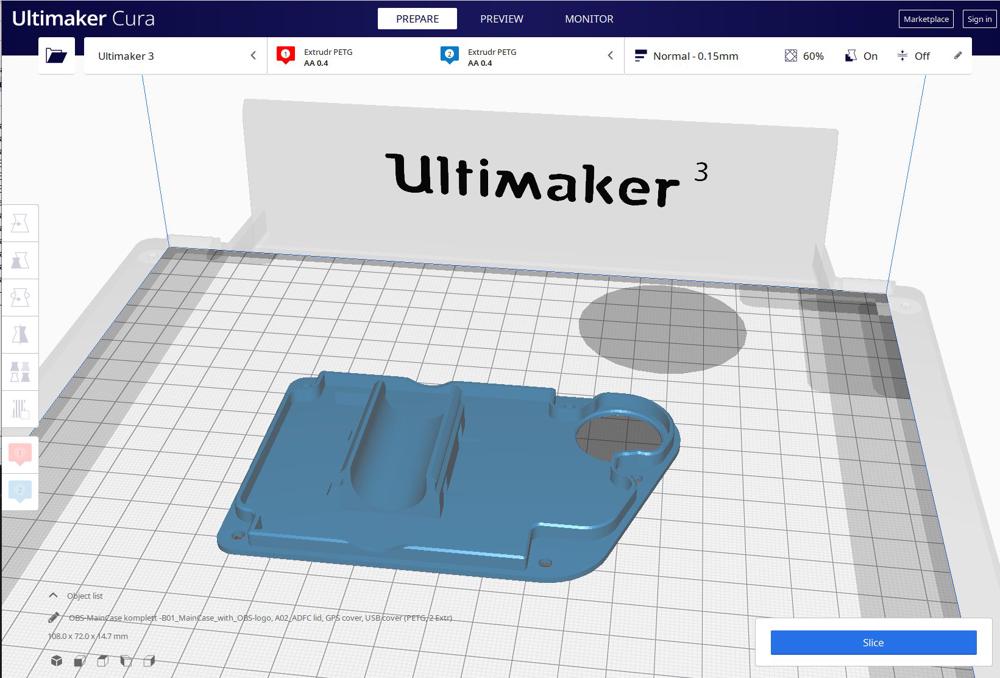 Ultimaker Cura
PREPARE
PREVIEW
MONITOR
Marketplace
Sign in
Ultimaker 3
1
Extrudr PETG
AA 0.4
2
Extrudr PETG
AA 0.4
Normal - 0.15mm
60%
On
Off
Ultimaker 3
1
2
Object list
OBS-MainCase komplett -B01_MainCase_with_OBS-logo, A02_ADFC lid, GPS cover, USB cover (PETG, 2 Extr)
108.0 x 72.0 x 14.7 mm
Slice